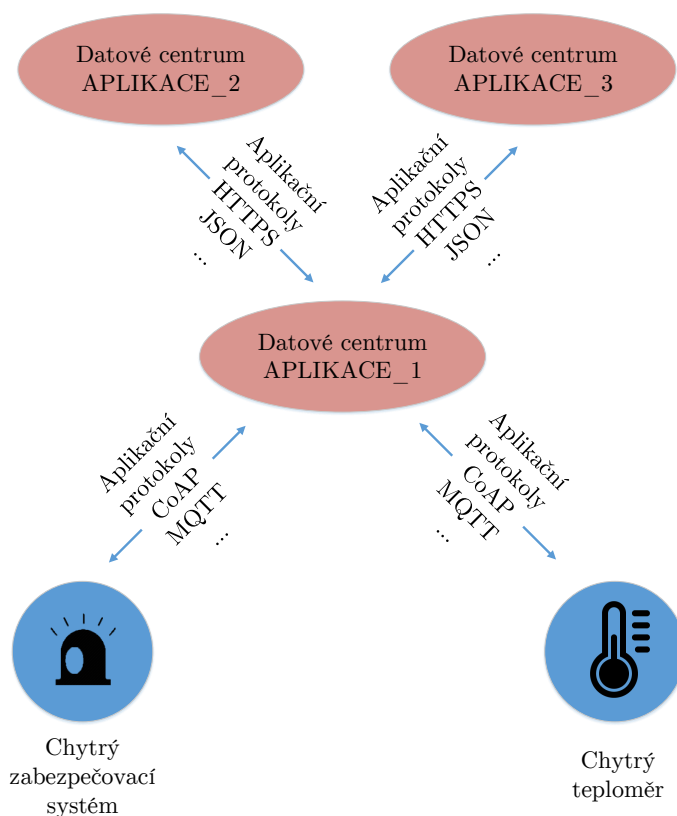 Datové centrum
APLIKACE_2
Datové centrum
APLIKACE_3
Aplikační
protokoly
HTTPS
JSON
...
Aplikační
protokoly
HTTPS
JSON
...
Datové centrum
APLIKACE_1
Aplikační
protokoly
CoAP
MQTT
...
Aplikační
protokoly
CoAP
MQTT
...
Chytrý
zabezpečovací
systém
Chytrý
teploměr